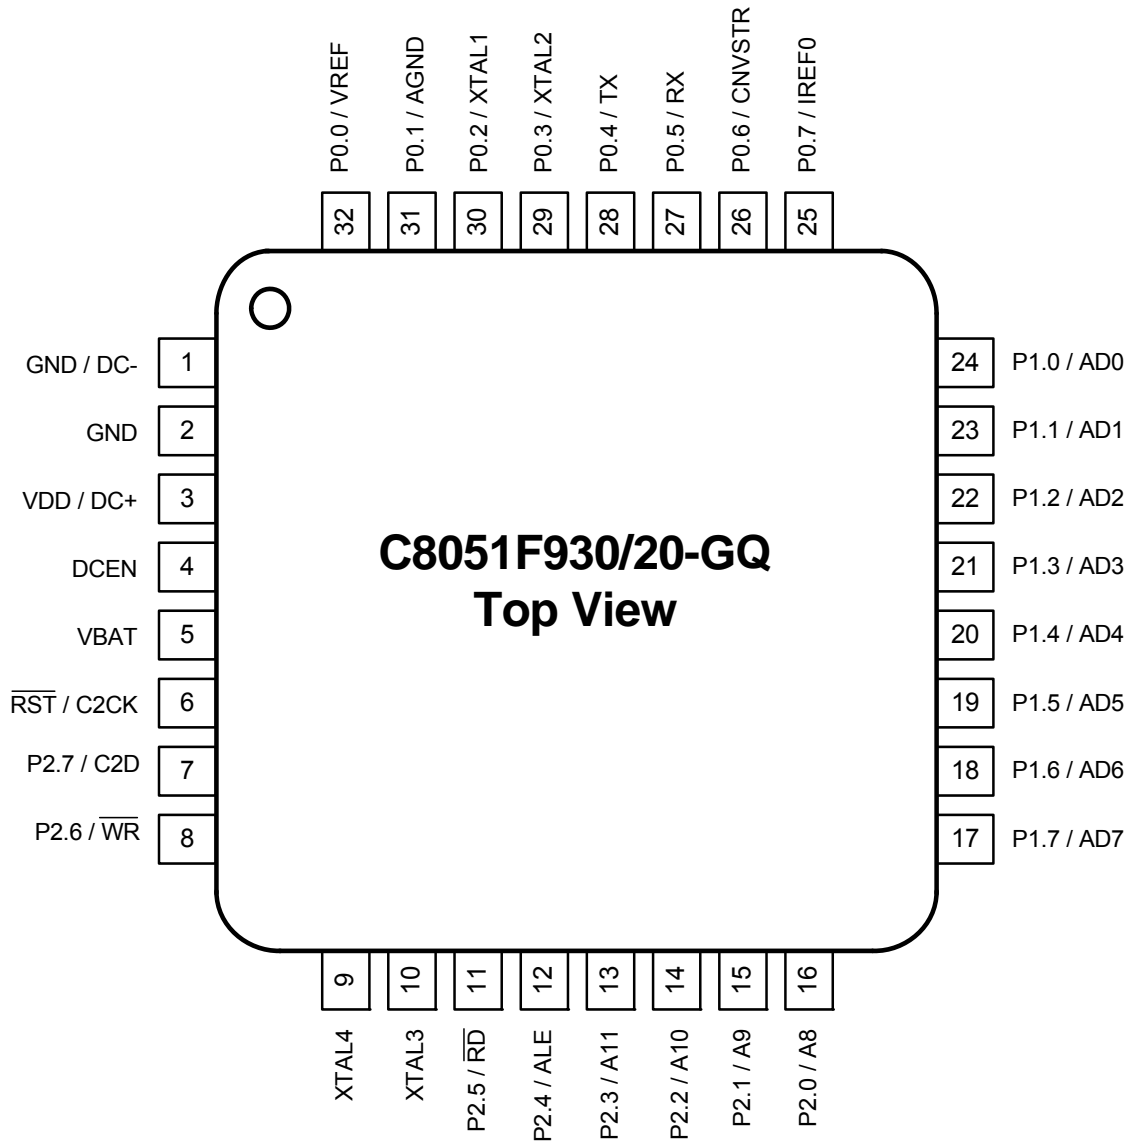 P0.0 / VREF
P0.1 / AGND
P0.2 / XTAL1
P0.3 / XTAL2
P0.4 / TX
P0.5 / RX
P0.6 / CNVSTR
P0.7 / IREF0
32
31
30
29
28
27
26
25
GND / DC-
1
GND
2
VDD / DC+
3
DCEN
4
VBAT
5
R̅S̅T̅ / C2CK
6
P2.7 / C2D
7
P2.6 / W̅R̅
8
C8051F930/20-GQ
Top View
24
P1.0 / AD0
23
P1.1 / AD1
22
P1.2 / AD2
21
P1.3 / AD3
20
P1.4 / AD4
19
P1.5 / AD5
18
P1.6 / AD6
17
P1.7 / AD7
9
10
11
12
13
14
15
16
XTAL4
XTAL3
P2.5 / R̅D̅
P2.4 / ALE
P2.3 / A11
P2.2 / A10
P2.1 / A9
P2.0 / A8